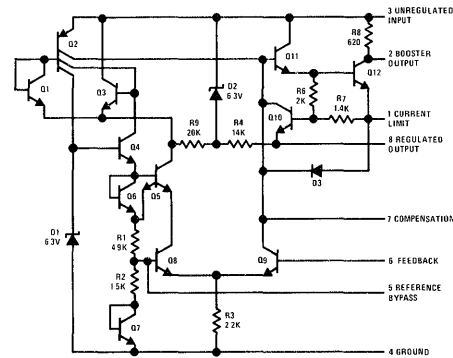 3 UNREGULATED
INPUT
R8
620
2 BOOSTER
OUTPUT
Q2
Q11
Q12
Q1
Q3
D2
6 3V
R6
2K
R7
1.4K
1 CURRENT
LIMIT
Q10
R9
20K
R4
14K
8 REGULATED
OUTPUT
Q4
Q6
Q5
D3
D1
6 3V
R1
4 9K
7 COMPENSATION
Q8
Q9
6 FEEDBACK
R2
1 5K
5 REFERENCE
BYPASS
Q7
R3
2 2K
4 GROUND